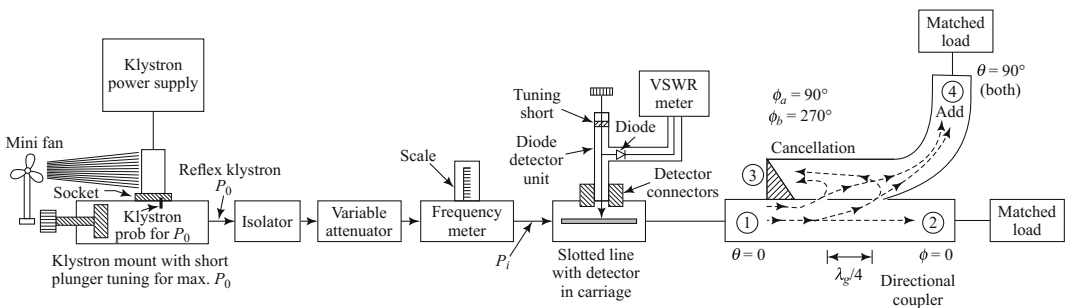 Klystron
power supply
Mini fan
Socket
Reflex klystron
P₀
Klystron
prob for P₀
Klystron mount with short
plunger tuning for max. P₀
Isolator
Variable
attenuator
Scale
Frequency
meter
Pᵢ
Tuning
short
Diode
detector
unit
VSWR
meter
Diode
Detector
connectors
Slotted line
with detector
in carriage
Matched
load
θ = 90°
(both)
ϕₐ = 90°
ϕ_b = 270°
4
Add
Cancellation
3
1
2
Matched
load
θ = 0
ϕ = 0
λ_g/4
Directional
coupler